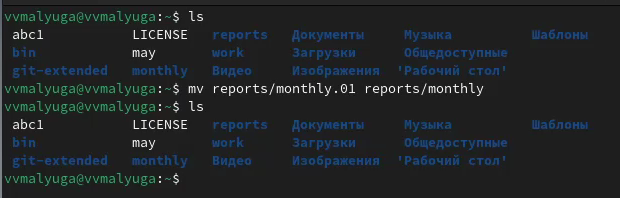 vvmalyuga@vvmalyuga:~$ ls
abc1 LICENSE reports Документы Музыка Шаблоны
bin may work Загрузки Общедоступные
git-extended monthly Видео Изображения 'Рабочий стол'
vvmalyuga@vvmalyuga:~$ mv reports/monthly.01 reports/monthly
vvmalyuga@vvmalyuga:~$ ls
abc1 LICENSE reports Документы Музыка Шаблоны
bin may work Загрузки Общедоступные
git-extended monthly Видео Изображения 'Рабочий стол'
vvmalyuga@vvmalyuga:~$